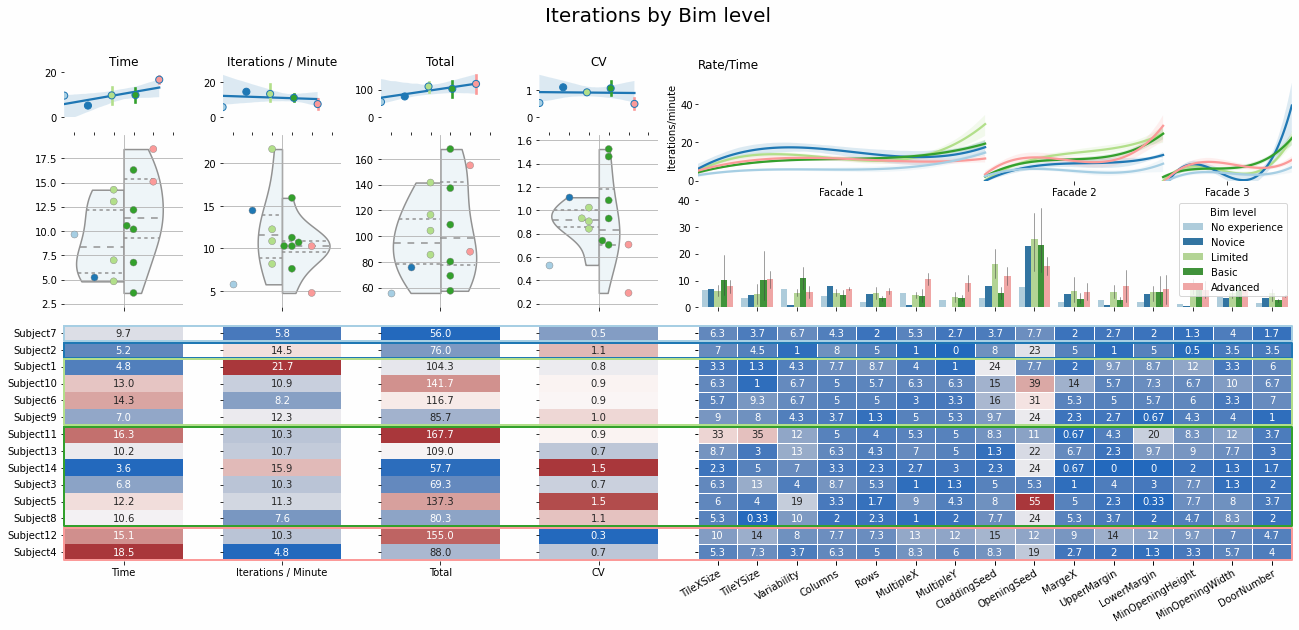 Iterations by Bim level
Time
Iterations / Minute
Total
CV
Rate/Time
20
10
0
20
10
0
100
0
1
0
Iterations/minute
40
20
0
Facade 1
Facade 2
Facade 3
17.5
15.0
12.5
10.0
7.5
5.0
2.5
20
15
10
5
160
140
120
100
80
60
1.6
1.4
1.2
1.0
0.8
0.6
0.4
0.2
40
30
20
10
0
Bim level
No experience
Novice
Limited
Basic
Advanced
Subject7 9.7 5.8 56.0 0.5 6.3 3.7 6.7 4.3 2 5.3 2.7 3.7 7.7 2 2.7 2 1.3 4 1.7
Subject2 5.2 14.5 76.0 1.1 7 4.5 1 8 5 1 0 8 23 5 1 5 0.5 3.5 3.5
Subject1 4.8 21.7 104.3 0.8 3.3 1.3 4.3 7.7 8.7 4 1 24 7.7 2 9.7 8.7 12 3.3 6
Subject10 13.0 10.9 141.7 0.9 6.3 1 6.7 5 5.7 6.3 6.3 15 39 14 5.7 7.3 6.7 10 6.7
Subject6 14.3 8.2 116.7 0.9 5.7 9.3 6.7 5 5 3 3.3 16 31 5.3 5 5.7 6 3.3 7
Subject9 7.0 12.3 85.7 1.0 9 8 4.3 3.7 1.3 5 5.3 9.7 24 2.3 2.7 0.67 4.3 4 1
Subject11 16.3 10.3 167.7 0.9 33 35 12 5 4 5.3 5 8.3 11 0.67 4.3 20 8.3 12 3.7
Subject13 10.2 10.7 109.0 0.7 8.7 3 13 6.3 4.3 7 5 1.3 22 6.7 2.3 9.7 9 7.7 3
Subject14 3.6 15.9 57.7 1.5 2.3 5 7 3.3 2.3 2.7 3 2.3 24 0.67 0 0 2 1.3 1.7
Subject3 6.8 10.3 69.3 0.7 6.3 13 4 8.7 5.3 1 1.3 5 5.3 1 4 3 7.7 1.3 2
Subject5 12.2 11.3 137.3 1.5 6 4 19 3.3 1.7 9 4.3 8 55 5 2.3 0.33 7.7 8 3.7
Subject8 10.6 7.6 80.3 1.1 5.3 0.33 10 2 2.3 1 2 7.7 24 5.3 3.7 2 4.7 8.3 2
Subject12 15.1 10.3 155.0 0.3 10 14 8 7.7 7.3 13 12 15 12 9 14 12 9.7 7 4.7
Subject4 18.5 4.8 88.0 0.7 5.3 7.3 3.7 6.3 5 8.3 6 8.3 19 2.7 2 1.3 3.3 5.7 4
Time
Iterations / Minute
Total
CV
TileXSize
TileYSize
Variability
Columns
Rows
MultipleX
MultipleY
CladdingSeed
OpeningSeed
MargeX
UpperMargin
LowerMargin
MinOpeningHeight
MinOpeningWidth
DoorNumber